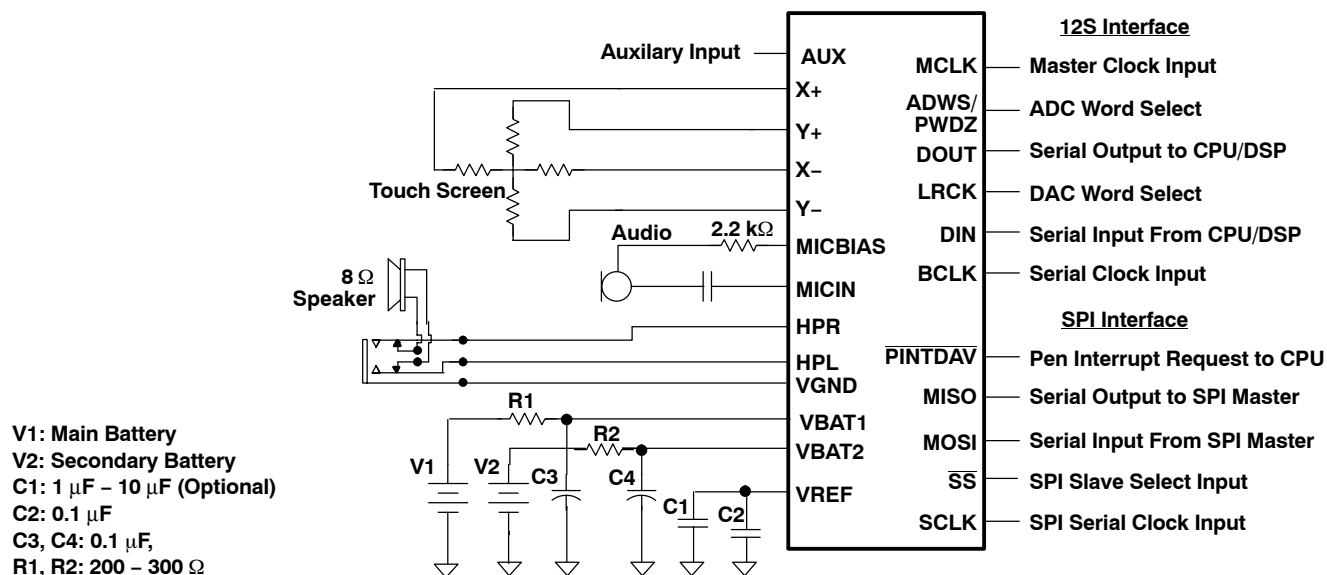 12S Interface
Auxilary Input
AUX
MCLK
Master Clock Input
X+
ADWS/
PWDZ
ADC Word Select
Y+
DOUT
Serial Output to CPU/DSP
X−
Touch Screen
LRCK
DAC Word Select
Y−
Audio
2.2 kΩ
MICBIAS
DIN
Serial Input From CPU/DSP
8 Ω
Speaker
MICIN
BCLK
Serial Clock Input
SPI Interface
HPR
PINTDAV
Pen Interrupt Request to CPU
HPL
VGND
MISO
Serial Output to SPI Master
R1
VBAT1
R2
MOSI
Serial Input From SPI Master
VBAT2
V1
V2
C3
C4
SS
SPI Slave Select Input
C1
C2
VREF
SCLK
SPI Serial Clock Input
V1: Main Battery
V2: Secondary Battery
C1: 1 μF − 10 μF (Optional)
C2: 0.1 μF
C3, C4: 0.1 μF,
R1, R2: 200 − 300 Ω